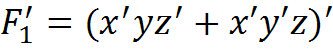 F₁′ = (x′yz′ + x′y′z)′